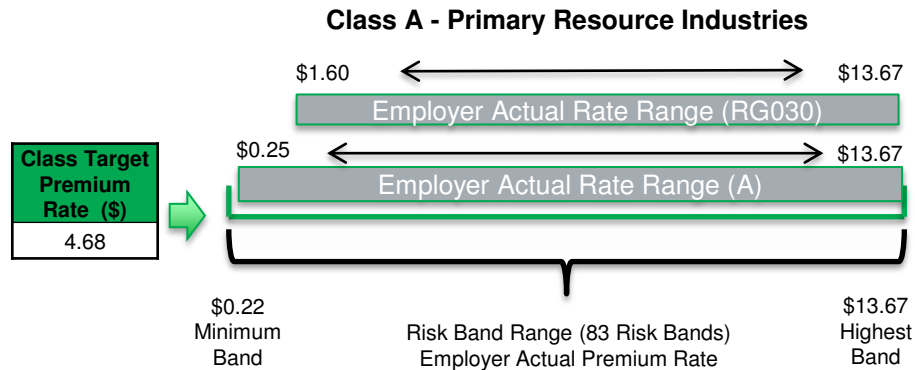 Class A - Primary Resource Industries
$1.60
$13.67
Employer Actual Rate Range (RG030)
$0.25
$13.67
Employer Actual Rate Range (A)
Class Target
Premium
Rate ($)
4.68
$0.22
Minimum
Band
Risk Band Range (83 Risk Bands)
Employer Actual Premium Rate
$13.67
Highest
Band